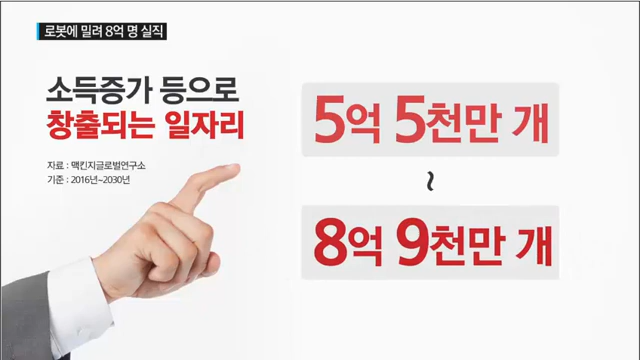 로봇에 밀려 8억 명 실직
소득증가 등으로
창출되는 일자리
자료 : 맥킨지글로벌연구소
기준 : 2016년~2030년
5억 5천만 개
~
8억 9천만 개